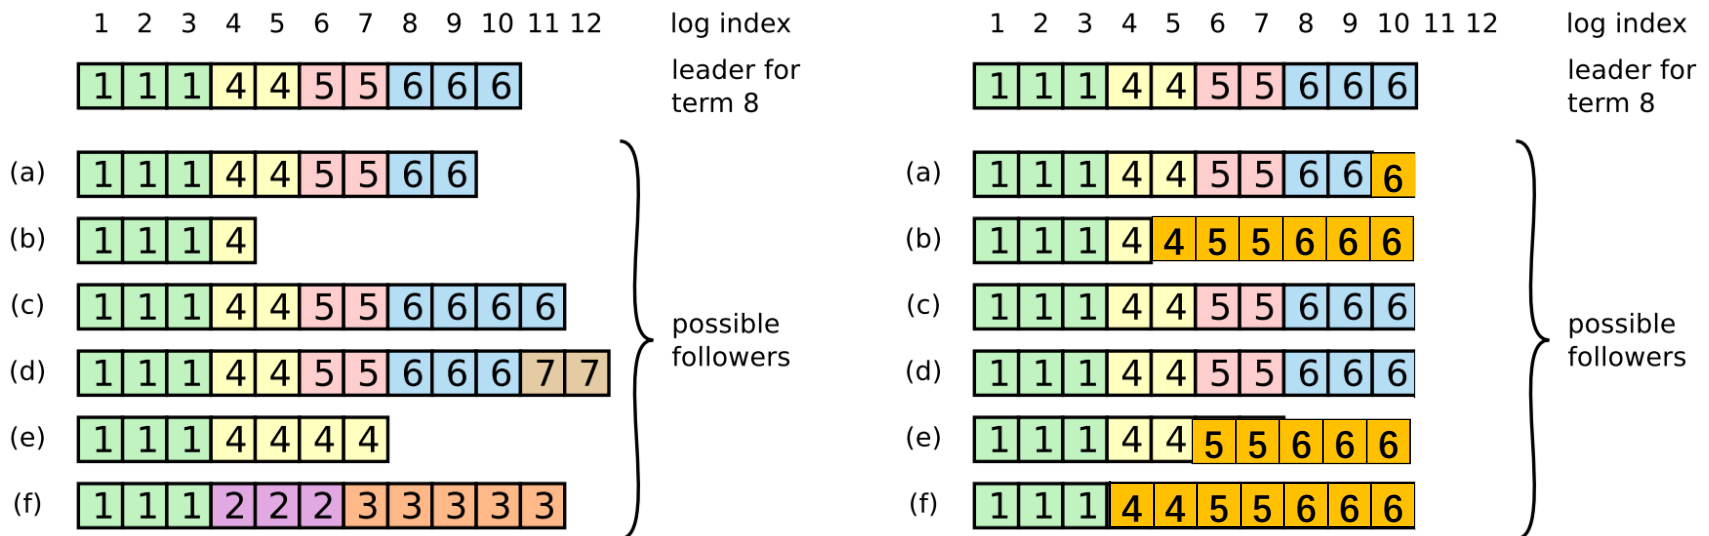 1 2 3 4 5 6 7 8 9 10 11 12 log index
1 1 1 4 4 5 5 6 6 6 leader for
term 8
(a) 1 1 1 4 4 5 5 6 6
(b) 1 1 1 4
(c) 1 1 1 4 4 5 5 6 6 6 6
possible
followers
(d) 1 1 1 4 4 5 5 6 6 6 7 7
(e) 1 1 1 4 4 4 4
(f) 1 1 1 2 2 2 3 3 3 3 3
1 2 3 4 5 6 7 8 9 10 11 12 log index
1 1 1 4 4 5 5 6 6 6 leader for
term 8
(a) 1 1 1 4 4 5 5 6 6 6
(b) 1 1 1 4 4 5 5 6 6 6
(c) 1 1 1 4 4 5 5 6 6 6
possible
followers
(d) 1 1 1 4 4 5 5 6 6 6
(e) 1 1 1 4 4 5 5 6 6 6
(f) 1 1 1 4 4 5 5 6 6 6